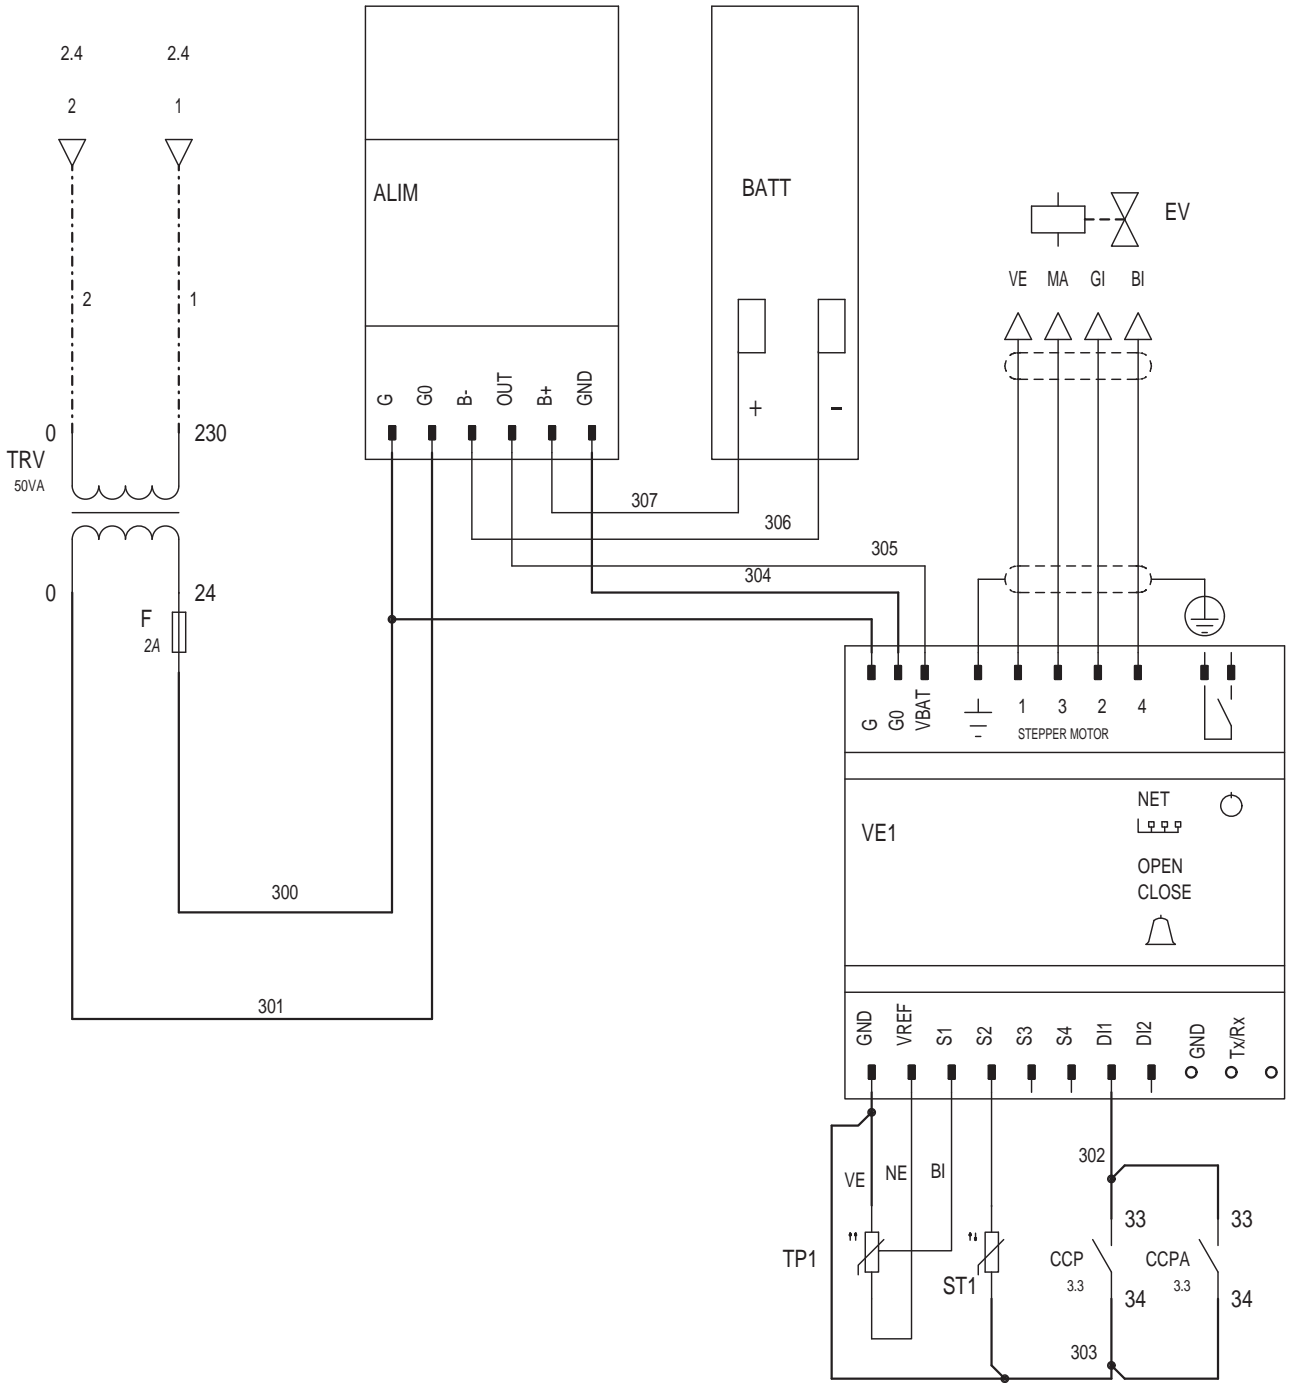 2.4 2.4
2 1
ALIM
BATT
EV
VE MA GI BI
2 1
G G0 B- OUT B+ GND
+ -
0 230
TRV
50VA
307
306
305
304
0 24
F
2A
G G0 VBAT
1 3 2 4
STEPPER MOTOR
NET
VE1
OPEN
CLOSE
300
301
GND VREF S1 S2 S3 S4 DI1 DI2 GND Tx/Rx
302
VE NE BI
33 33
TP1
CCP CCPA
ST1
3.3 3.3
34 34
303